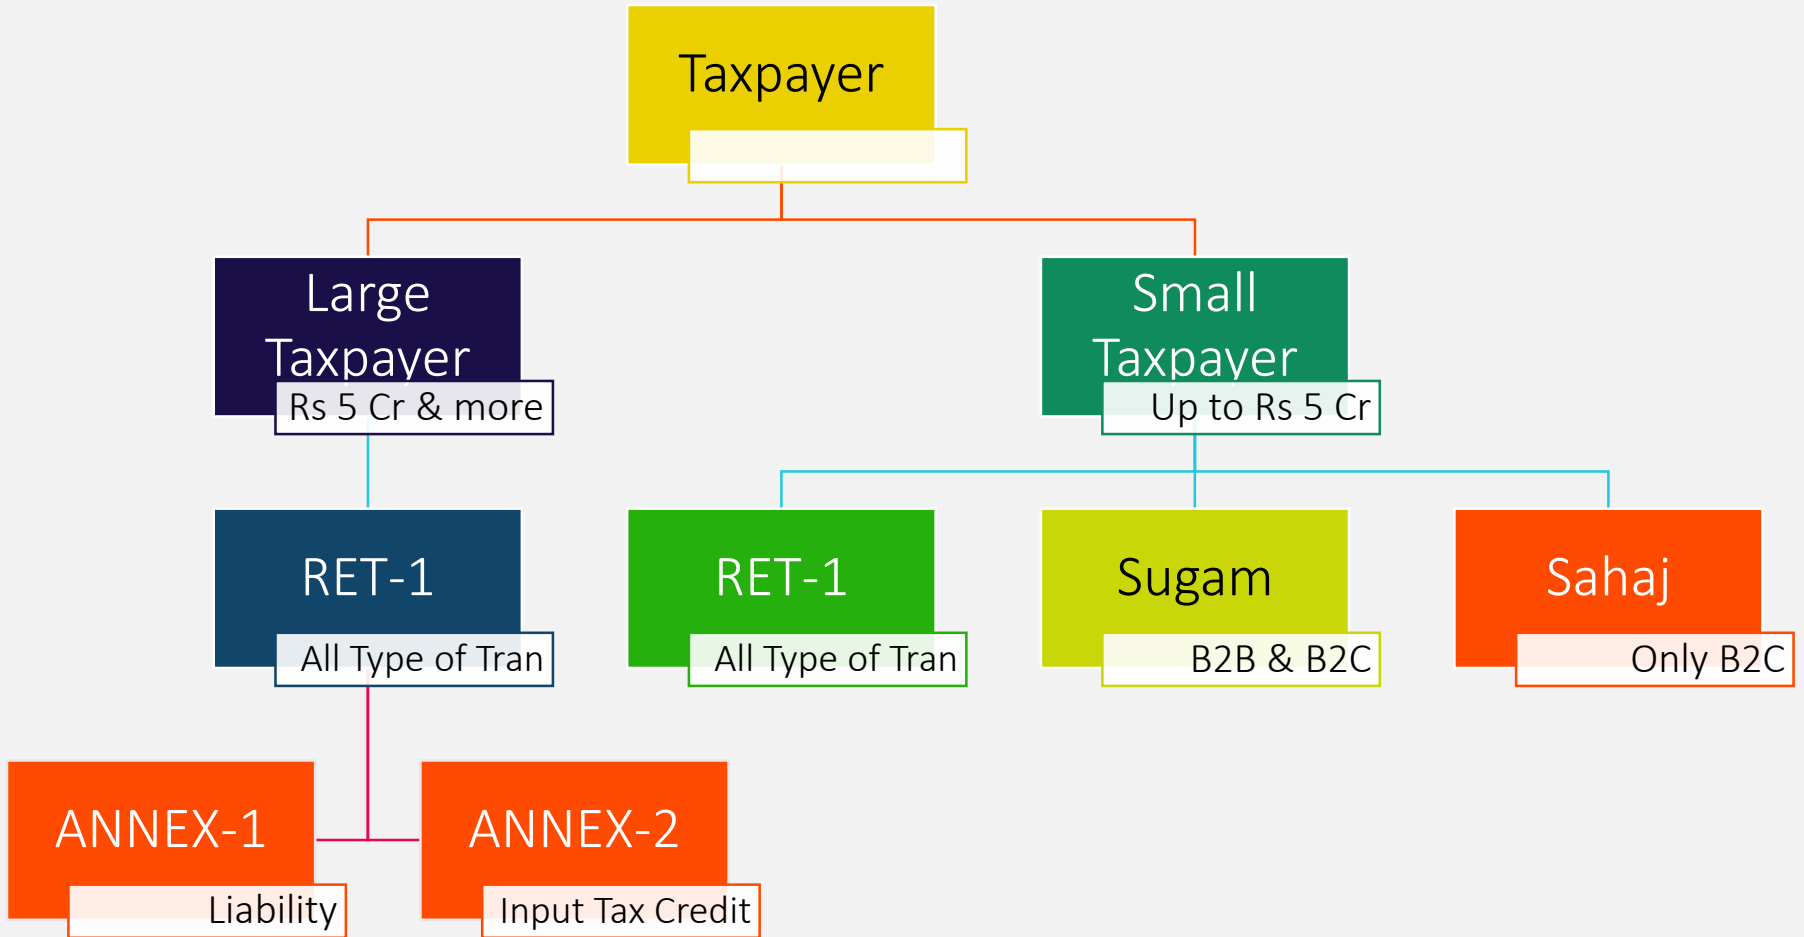 Taxpayer
Large
Taxpayer
Rs 5 Cr & more
Small
Taxpayer
Up to Rs 5 Cr
RET-1
All Type of Tran
RET-1
All Type of Tran
Sugam
B2B & B2C
Sahaj
Only B2C
ANNEX-1
Liability
ANNEX-2
Input Tax Credit